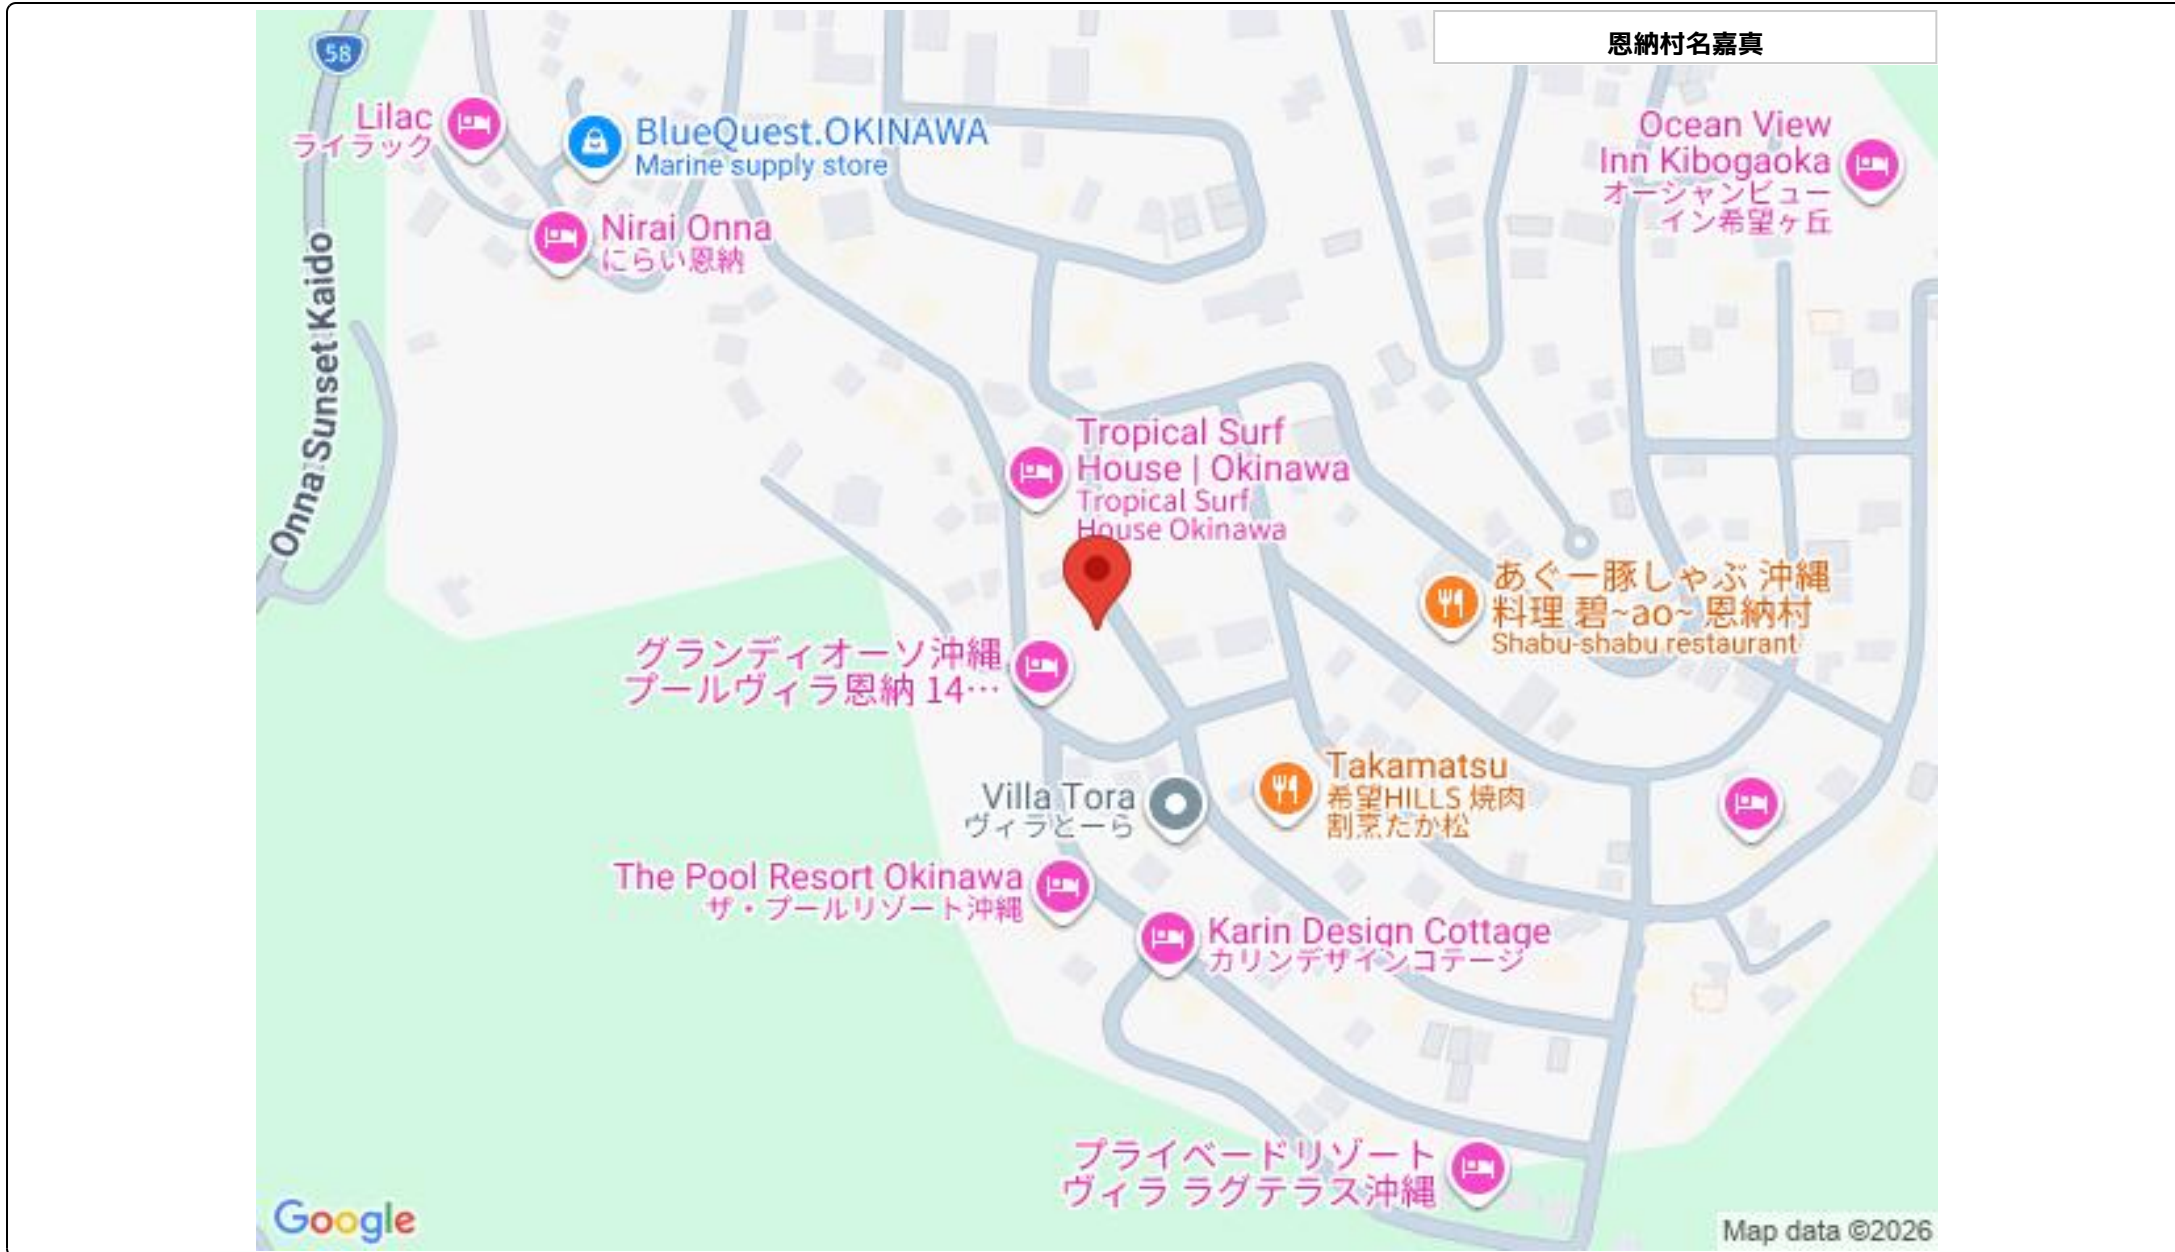 恩納村名嘉真
58
Lilac
ライラック
BlueQuest.OKINAWA
Marine supply store
Ocean View
Inn Kibogaoka
オーシャンビュー
イン希望ヶ丘
Nirai Onna
にらい恩納
Onna Sunset Kaido
Tropical Surf
House | Okinawa
Tropical Surf
House Okinawa
あぐー豚しゃぶ 沖縄
料理 碧~ao~ 恩納村
Shabu-shabu restaurant
グランディオーソ沖縄
プールヴィラ恩納 14…
Takamatsu
希望HILLS 焼肉
割烹たか松
Villa Tora
ヴィラとーら
The Pool Resort Okinawa
ザ・プールリゾート沖縄
Karin Design Cottage
カリンデザインコテージ
プライベードリゾート
ヴィラ ラグテラス沖縄
Google
Map data ©2026